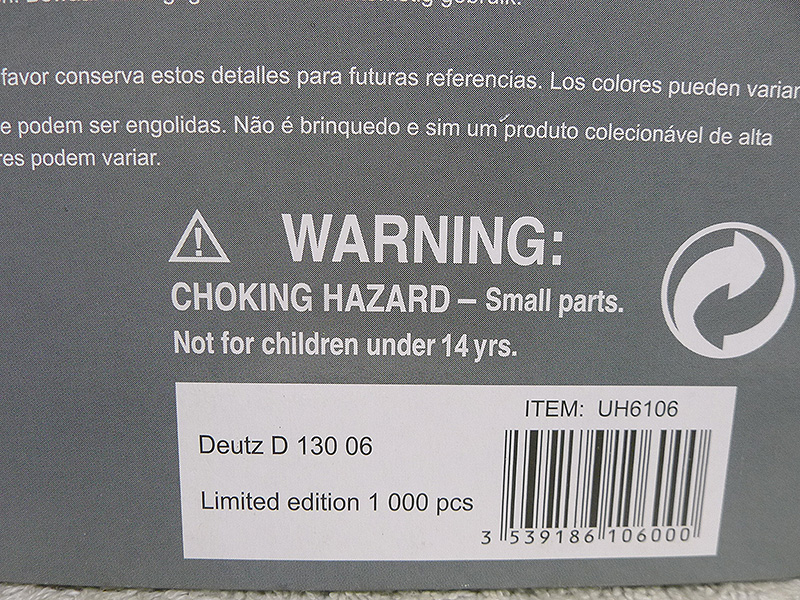 gebruik.
favor conserva estos detalles para futuras referencias. Los colores pueden variar
e podem ser engolidas. Não é brinquedo e sim um produto colecionável de alta
res podem variar.
WARNING:
CHOKING HAZARD – Small parts.
Not for children under 14 yrs.
ITEM: UH6106
Deutz D 130 06
Limited edition 1 000 pcs
3 539186 106000